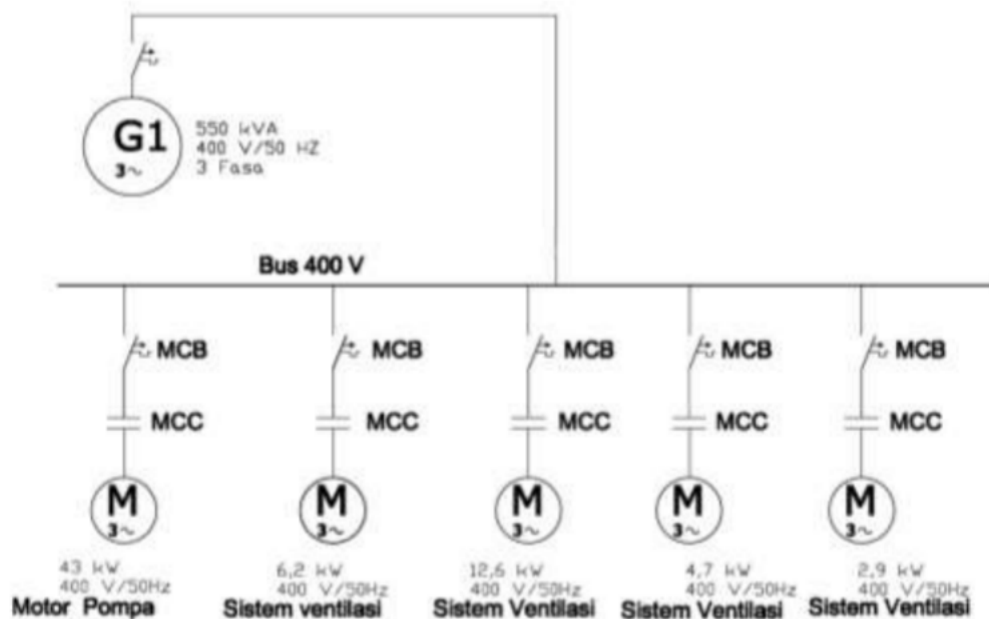 G1
3~
550 kVA
400 V/50 HZ
3 Fasa
Bus 400 V
MCB MCB MCB MCB MCB
MCC MCC MCC MCC MCC
M M M M M
3~ 3~ 3~ 3~ 3~
43 kW 6,2 kW 12,6 kW 4,7 kW 2,9 kW
400 V/50Hz 400 V/50Hz 400 V/50Hz 400 V/50Hz 400 V/50Hz
Motor Pompa Sistem ventilasi Sistem Ventilasi Sistem Ventilasi Sistem Ventilasi